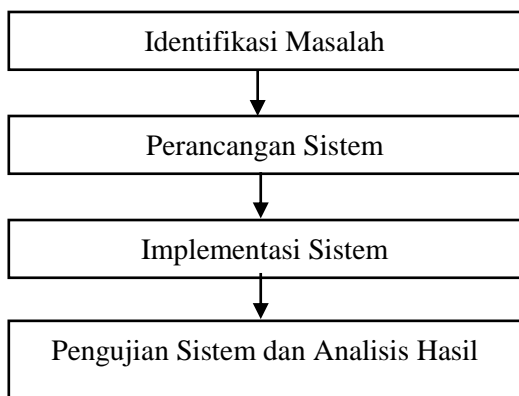 Identifikasi Masalah
Perancangan Sistem
Implementasi Sistem
Pengujian Sistem dan Analisis Hasil